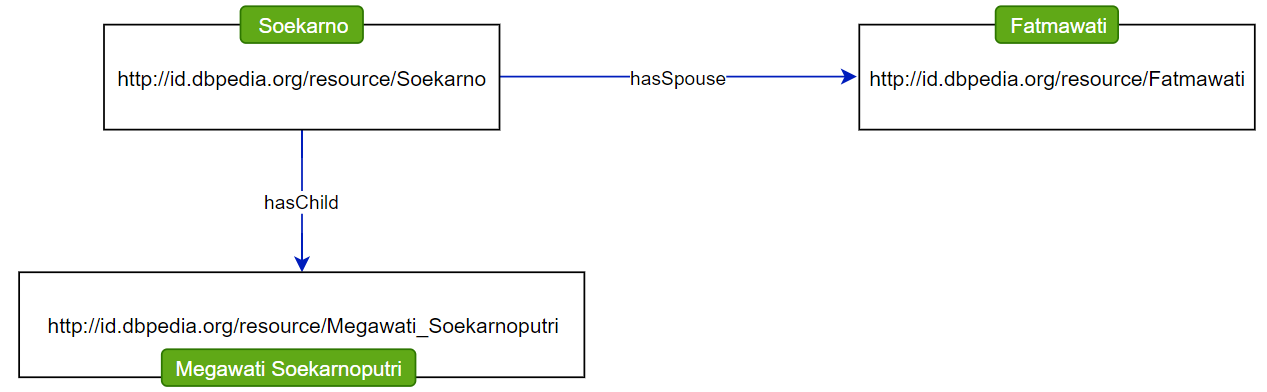 Soekarno
http://id.dbpedia.org/resource/Soekarno
hasSpouse
Fatmawati
http://id.dbpedia.org/resource/Fatmawati
hasChild
http://id.dbpedia.org/resource/Megawati_Soekarnoputri
Megawati Soekarnoputri